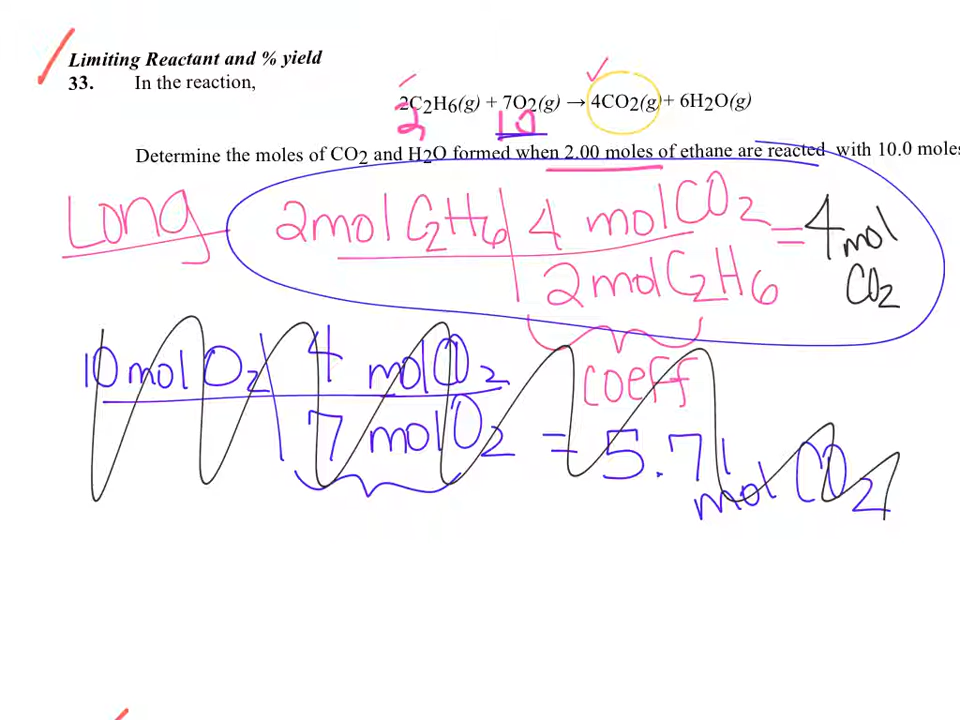 Limiting Reactant and % yield
33. In the reaction,
2C2H6(g) + 7O2(g) → 4CO2(g)+ 6H2O(g)
2 10
Determine the moles of CO2 and H2O formed when 2.00 moles of ethane are reacted with 10.0 moles
Long
2mol C2H6 | 4 mol CO2 = 4 mol CO2
2 mol C2H6
coeff
10 mol O2 | 4 mol CO2
7 mol O2 = 5.71 mol CO2